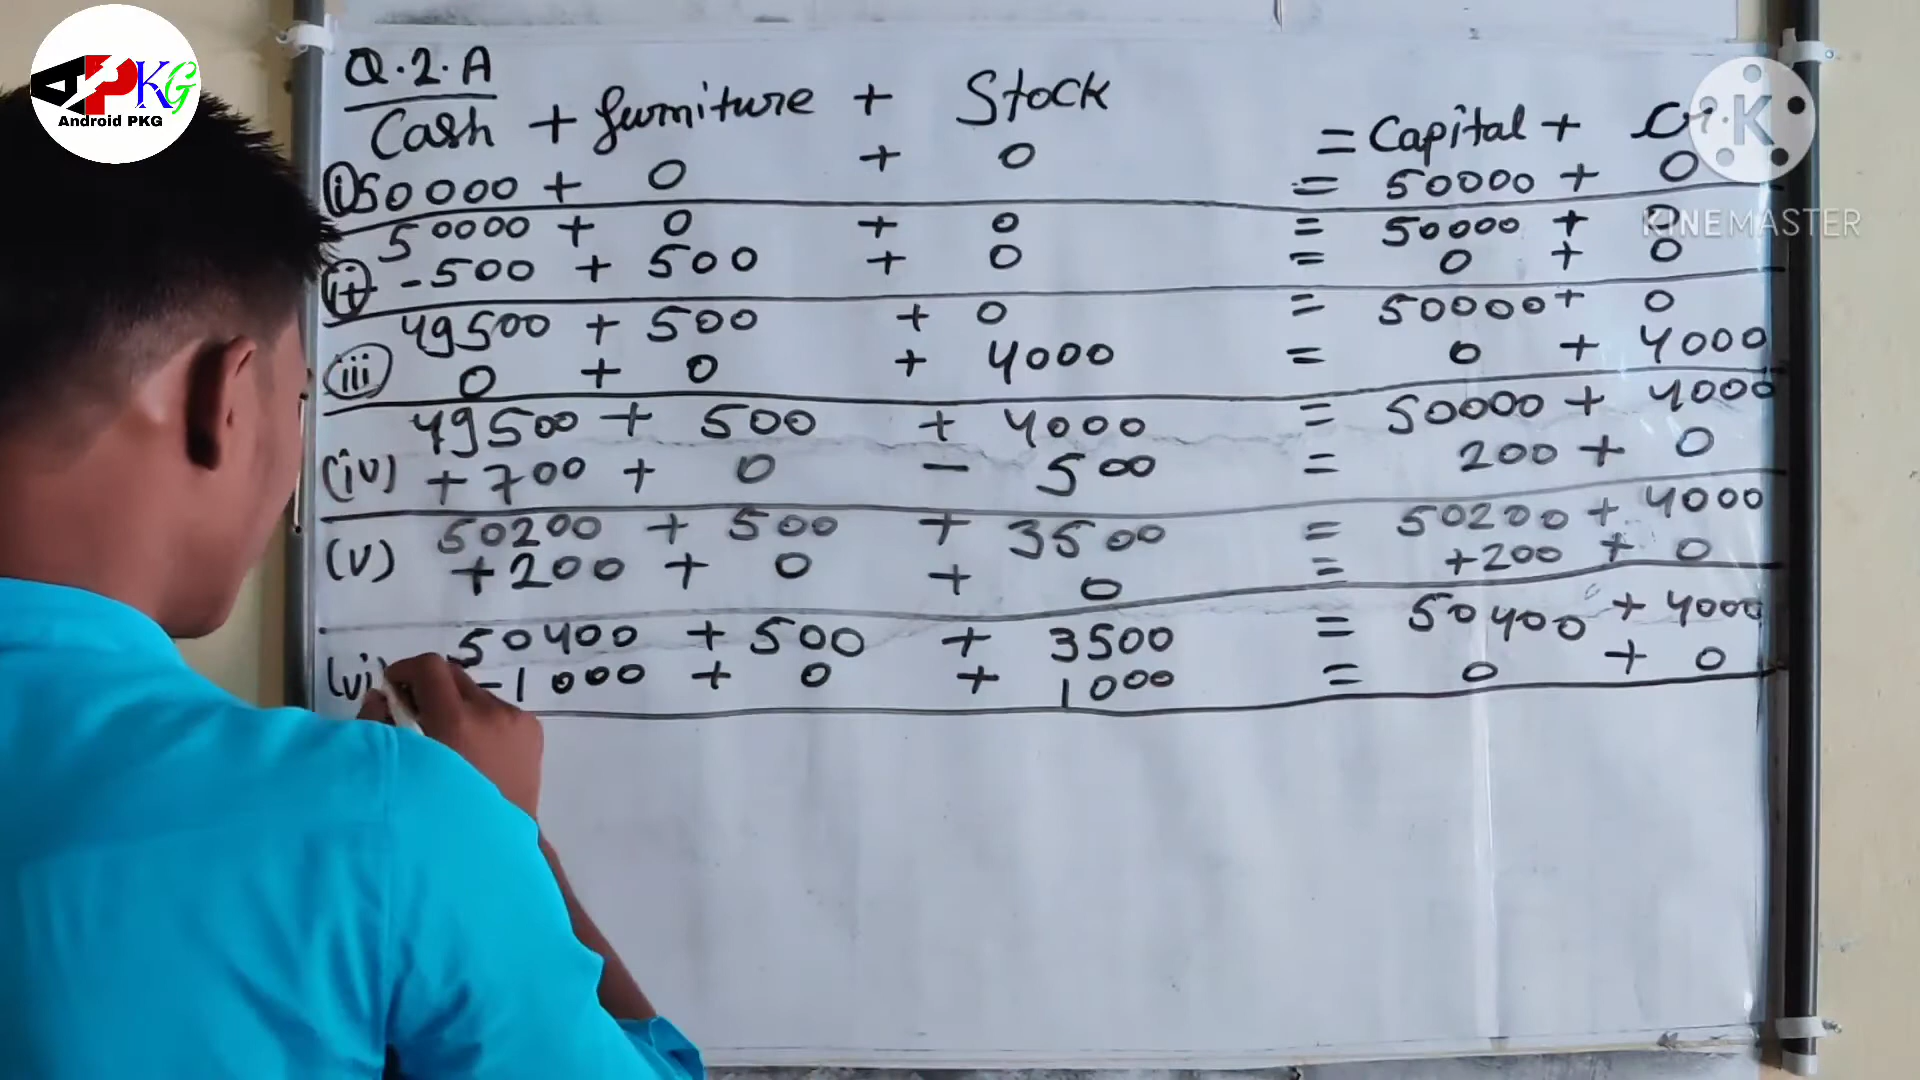 APKG
Android PKG
Q.2.A
Cash + furniture + Stock = Capital +
(i) 50000 + 0 + 0 = 50000 + 0
50000 + 0 + 0 = 50000 + 0
KINEMASTER
-500 + 500 + 0 = 0 + 0
49500 + 500 + 0 = 50000 + 0
(iii) 0 + 0 + 4000 = 0 + 4000
49500 + 500 + 4000 = 50000 + 4000
(iv) + 700 + 0 - 500 = 200 + 0
50200 + 500 + 3500 = 50200 + 4000
(v) +200 + 0 + 0 = +200 + 0
50400 + 500 + 3500 = 50400 + 4000
(vi) -1000 + 0 + 1000 = 0 + 0
K